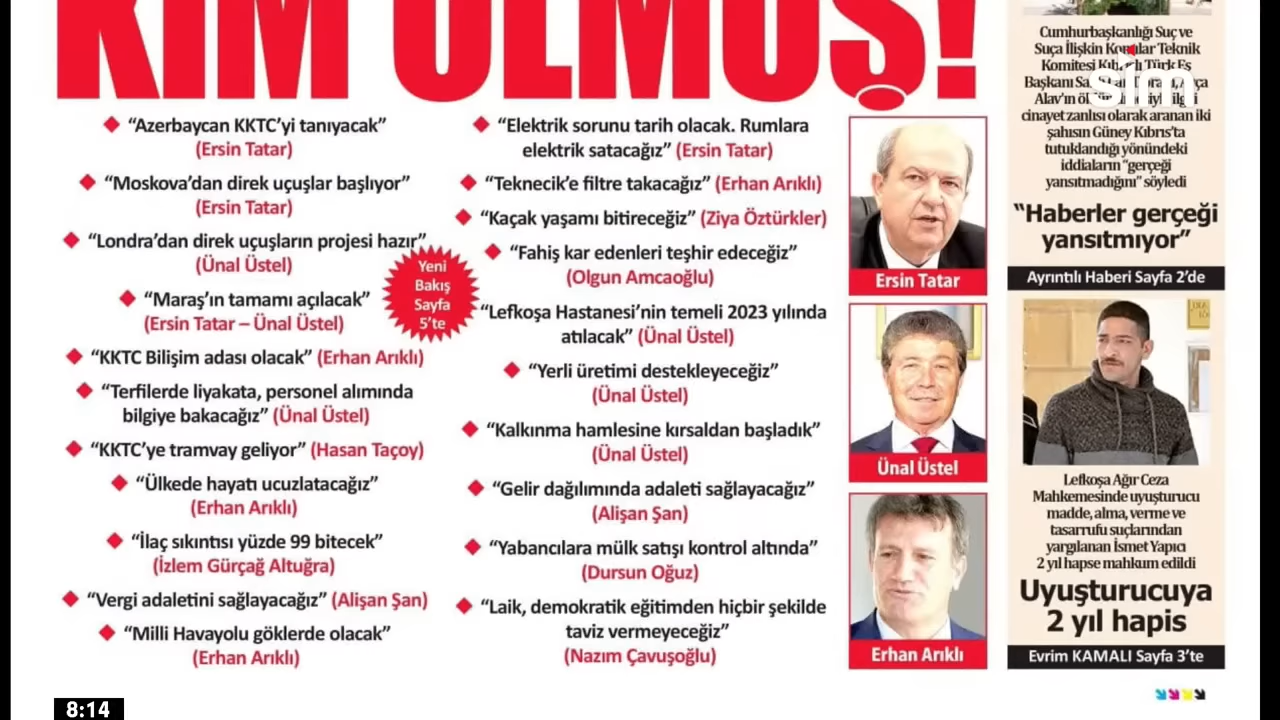 KİM OLMUŞ!
“Azerbaycan KKTC’yi tanıyacak”
(Ersin Tatar)
“Moskova’dan direk uçuşlar başlıyor”
(Ersin Tatar)
“Londra’dan direk uçuşların projesi hazır”
(Ünal Üstel)
“Maraş’ın tamamı açılacak”
(Ersin Tatar – Ünal Üstel)
“KKTC Bilişim adası olacak” (Erhan Arıklı)
“Terfilerde liyakata, personel alımında
bilgiye bakacağız” (Ünal Üstel)
“KKTC’ye tramvay geliyor” (Hasan Taçoy)
“Ülkede hayatı ucuzlatacağız”
(Erhan Arıklı)
“İlaç sıkıntısı yüzde 99 bitecek”
(İzlem Gürçağ Altuğra)
“Vergi adaletini sağlayacağız” (Alişan Şan)
“Milli Havayolu göklerde olacak”
(Erhan Arıklı)
Yeni
Bakış
Sayfa
5’te
“Elektrik sorunu tarih olacak. Rumlara
elektrik satacağız” (Ersin Tatar)
“Teknecik’e filtre takacağız” (Erhan Arıklı)
“Kaçak yaşamı bitireceğiz” (Ziya Öztürkler)
“Fahiş kar edenleri teşhir edeceğiz”
(Olgun Amcaoğlu)
“Lefkoşa Hastanesi’nin temeli 2023 yılında
atılacak” (Ünal Üstel)
“Yerli üretimi destekleyeceğiz”
(Ünal Üstel)
“Kalkınma hamlesine kırsaldan başladık”
(Ünal Üstel)
“Gelir dağılımında adaleti sağlayacağız”
(Alişan Şan)
“Yabancılara mülk satışı kontrol altında”
(Dursun Oğuz)
“Laik, demokratik eğitimden hiçbir şekilde
taviz vermeyeceğiz”
(Nazım Çavuşoğlu)
Ersin Tatar
Ünal Üstel
Erhan Arıklı
Cumhurbaşkanlığı Suç ve
Suça İlişkin Konular Teknik
Komitesi Kıbrıslı Türk Eş
Başkanı
Alav’ın
cinayet zanlısı olarak aranan iki
şahısın Güney Kıbrıs’ta
tutuklandığı yönündeki
iddiaların “gerçeği
yansıtmadığını” söyledi
“Haberler gerçeği
yansıtmıyor”
Ayrıntılı Haberi Sayfa 2’de
Lefkoşa Ağır Ceza
Mahkemesinde uyuşturucu
madde, alma, verme ve
tasarrufu suçlarından
yargılanan İsmet Yapıcı
2 yıl hapse mahkum edildi
Uyuşturucuya
2 yıl hapis
Evrim KAMALI Sayfa 3’te
sim
8:14